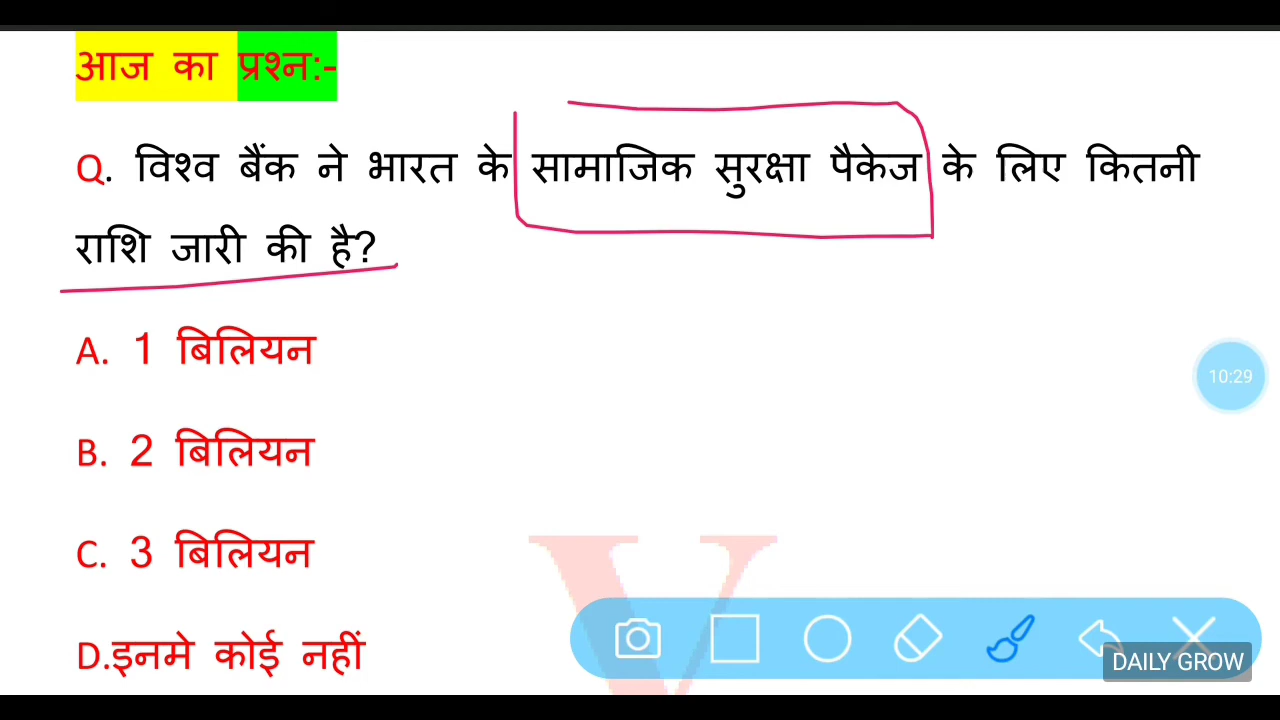 आज का प्रश्न:-
Q. विश्व बैंक ने भारत के सामाजिक सुरक्षा पैकेज के लिए कितनी
राशि जारी की है?
A. 1 बिलियन
10:29
B. 2 बिलियन
C. 3 बिलियन
V
D.इनमे कोई नहीं
DAILY GROW